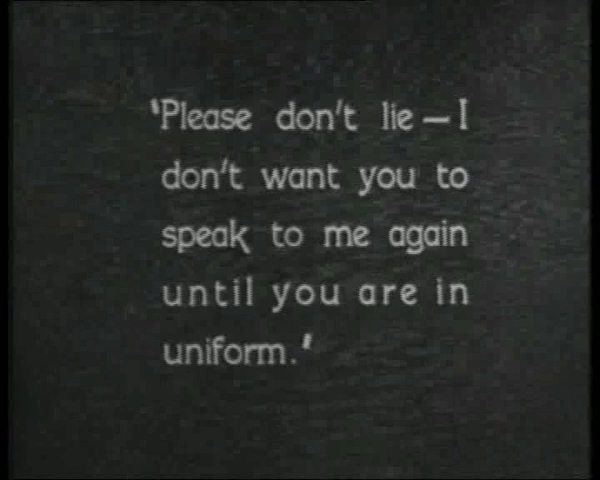 'Please don't lie — I
don't want you to
speak to me again
until you are in
uniform.'